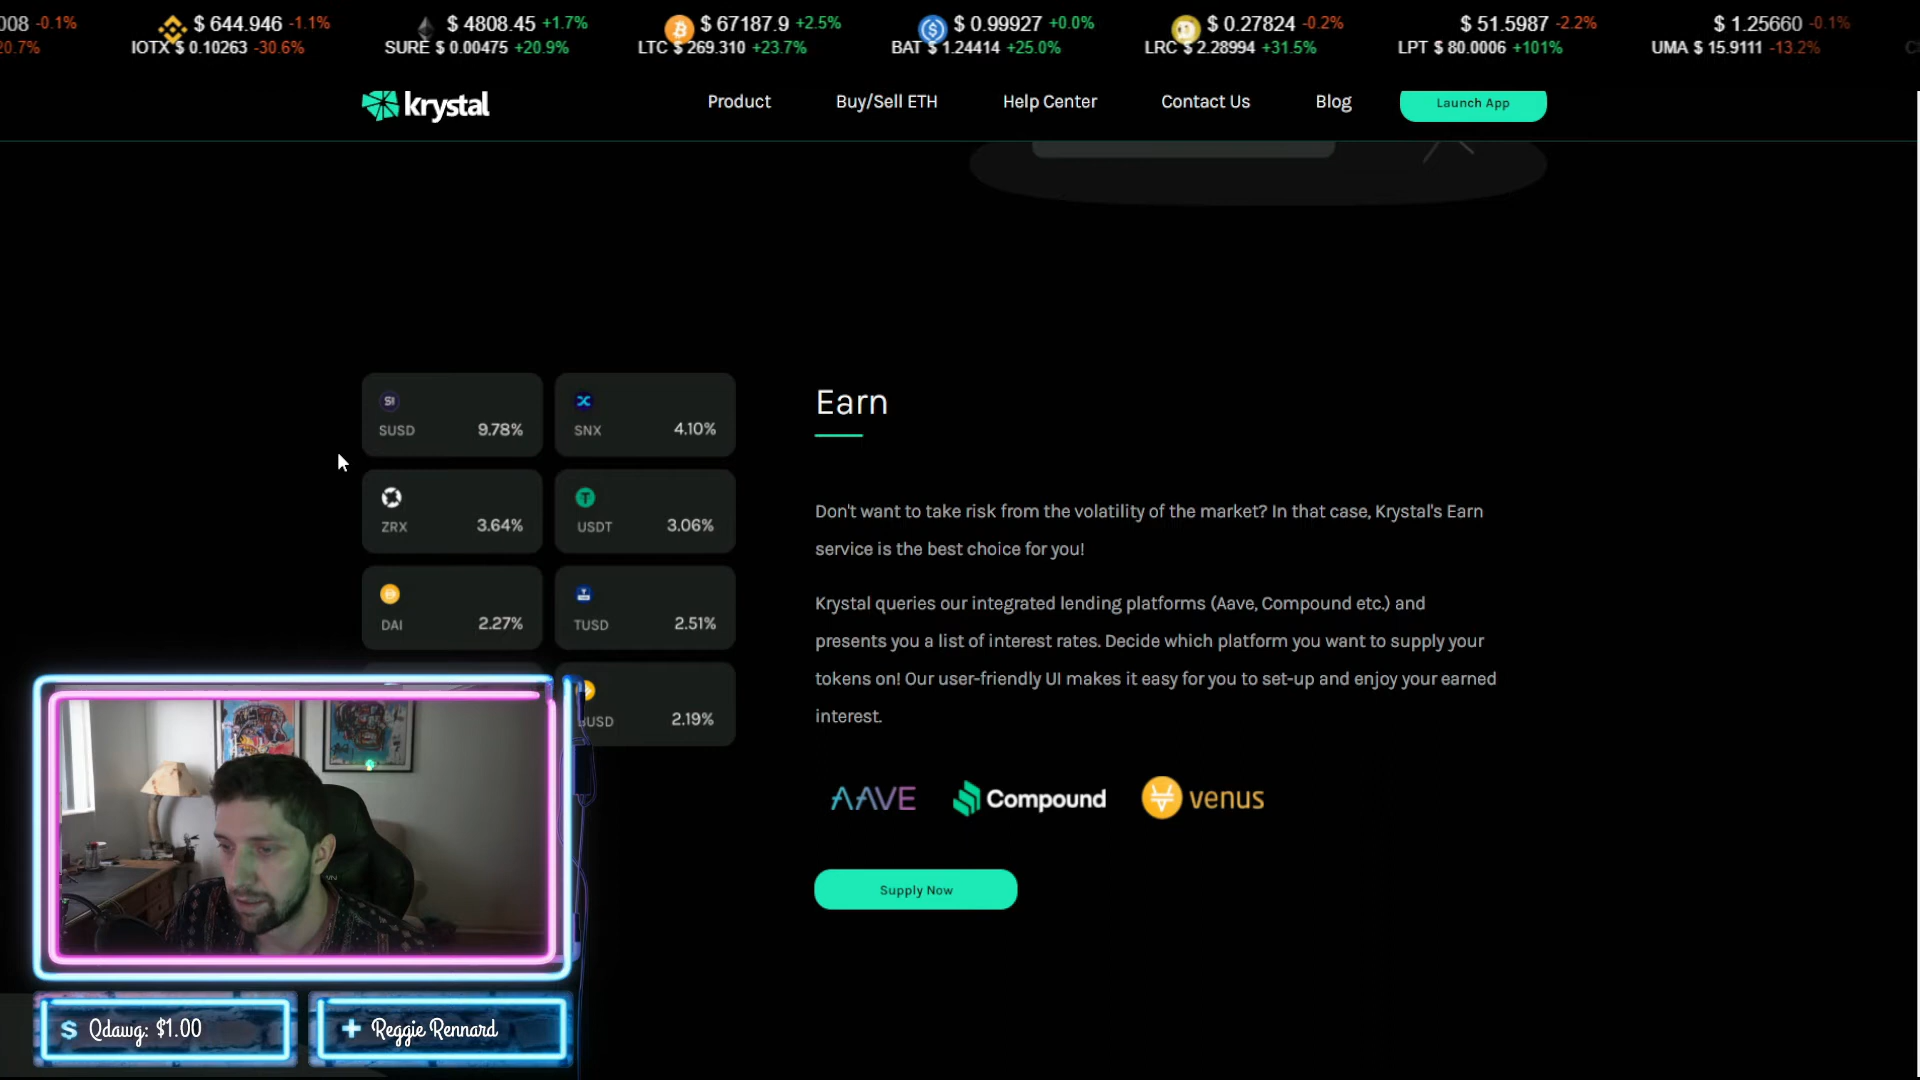 008 -0.1%
$ 644.946 -1.1%
$ 4808.45 +1.7%
$ 67187.9 +2.5%
$ 0.99927 +0.0%
$ 0.27824 -0.2%
$ 51.5987 -2.2%
$ 1.25660 -0.1%
20.7%
IOTX $ 0.10263 -30.6%
SURE $ 0.00475 +20.9%
LTC $ 269.310 +23.7%
BAT $ 1.24414 +25.0%
LRC $ 2.28994 +31.5%
LPT $ 80.0006 +101%
UMA $ 15.9111 -13.2%
krystal
Product
Buy/Sell ETH
Help Center
Contact Us
Blog
Launch App
SUSD 9.78%
SNX 4.10%
ZRX 3.64%
USDT 3.06%
DAI 2.27%
TUSD 2.51%
BUSD 2.19%
Earn
Don't want to take risk from the volatility of the market? In that case, Krystal's Earn
service is the best choice for you!
Krystal queries our integrated lending platforms (Aave, Compound etc.) and
presents you a list of interest rates. Decide which platform you want to supply your
tokens on! Our user-friendly UI makes it easy for you to set-up and enjoy your earned
interest.
AAVE
Compound
venus
Supply Now
$ Qdawg: $1.00
+ Reggie Rennard